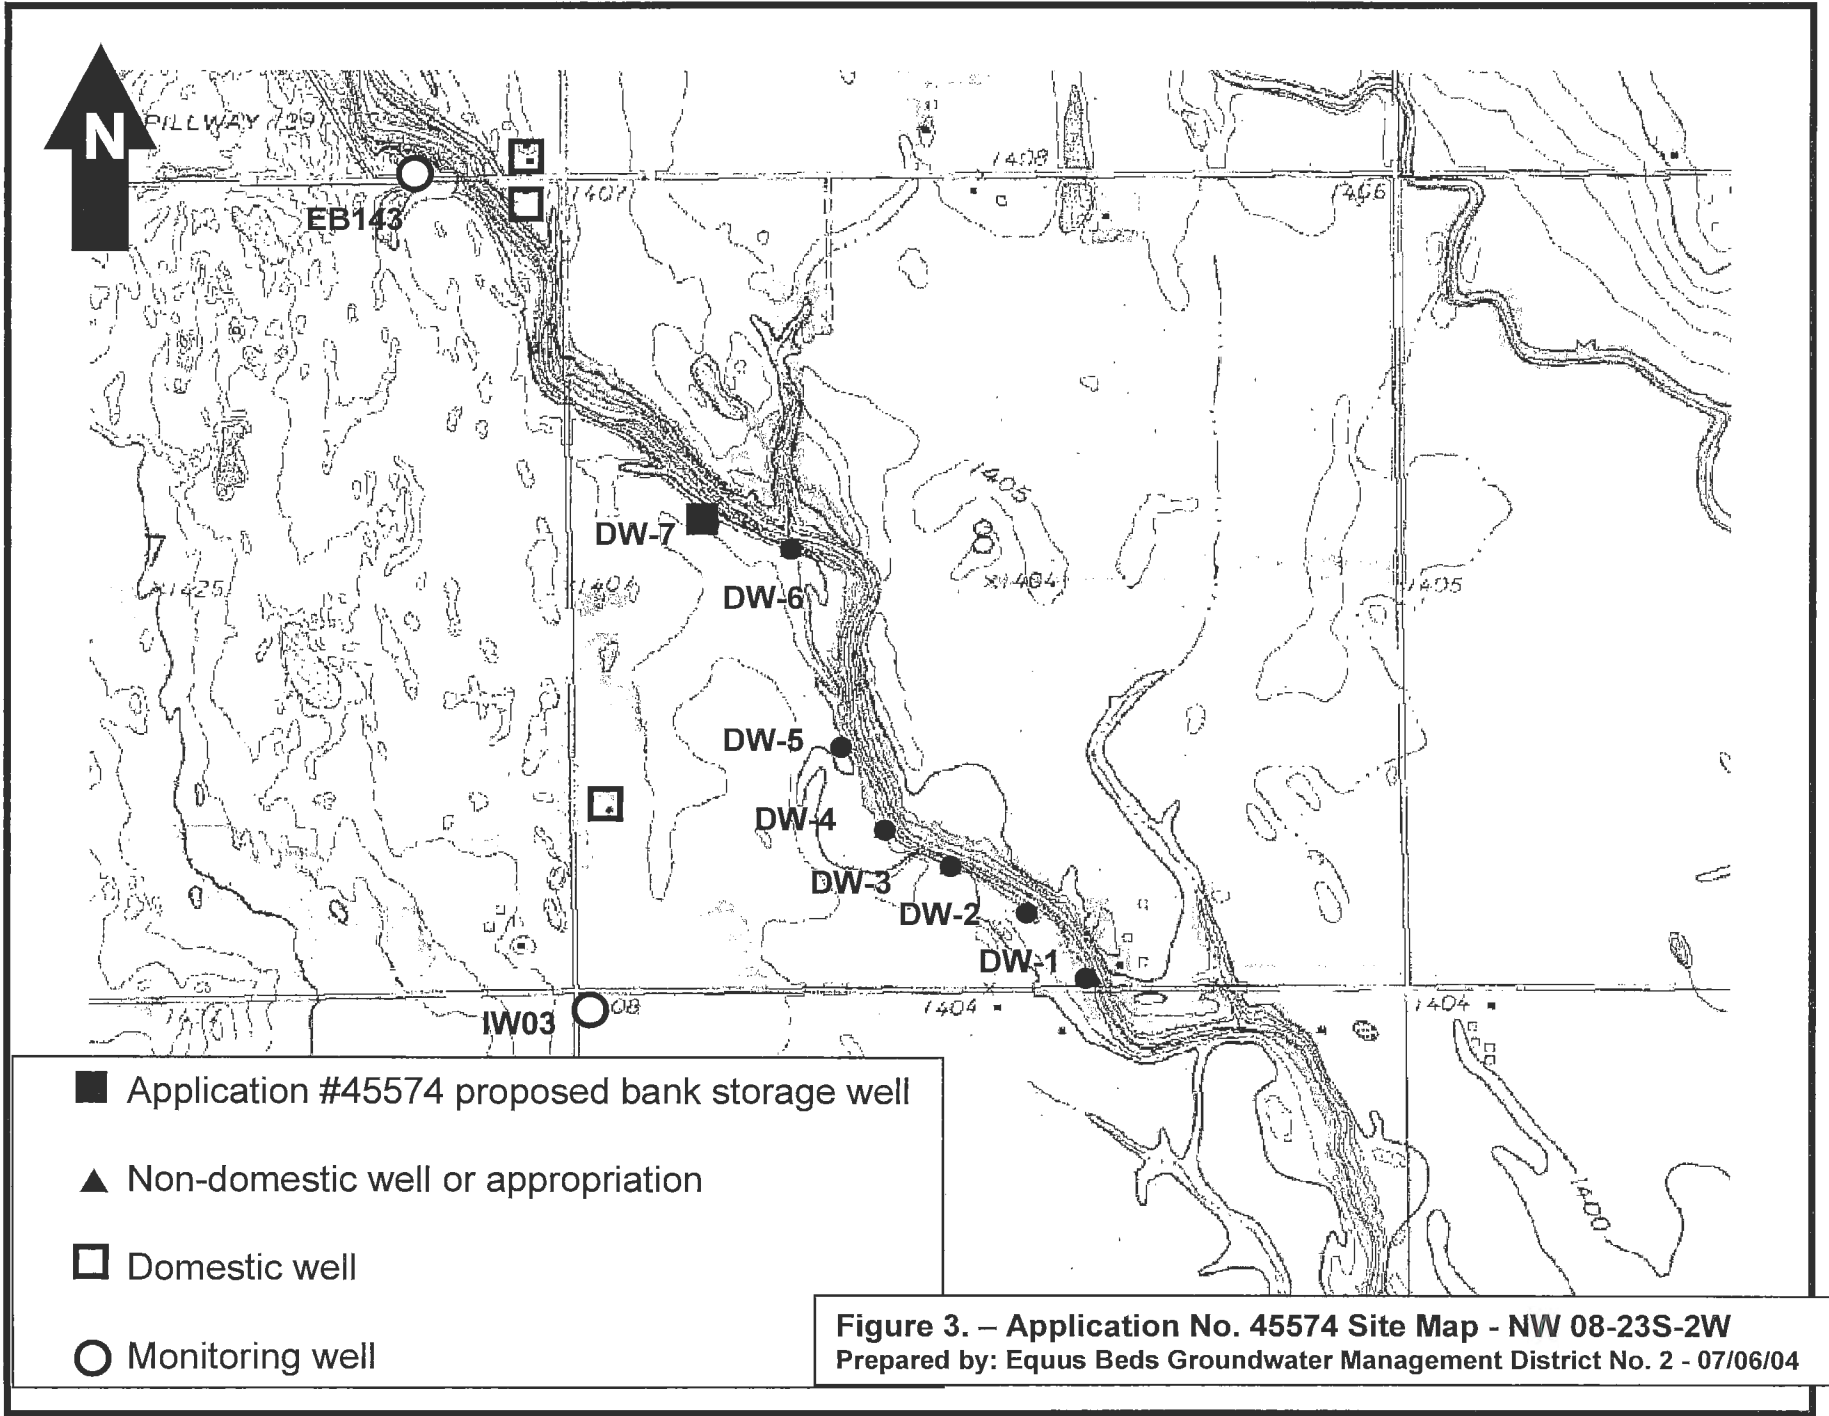 N
PILLWAY (29)
1408
1407
1406
EB143
1405
DW-7
1425
1404
DW-6
1404
1405
DW-5
DW-4
DW-3
DW-2
DW-1
IW03
08
1404
1404
Application #45574 proposed bank storage well
Non-domestic well or appropriation
1400
Domestic well
Monitoring well
Figure 3. – Application No. 45574 Site Map - NW 08-23S-2W
Prepared by: Equus Beds Groundwater Management District No. 2 - 07/06/04